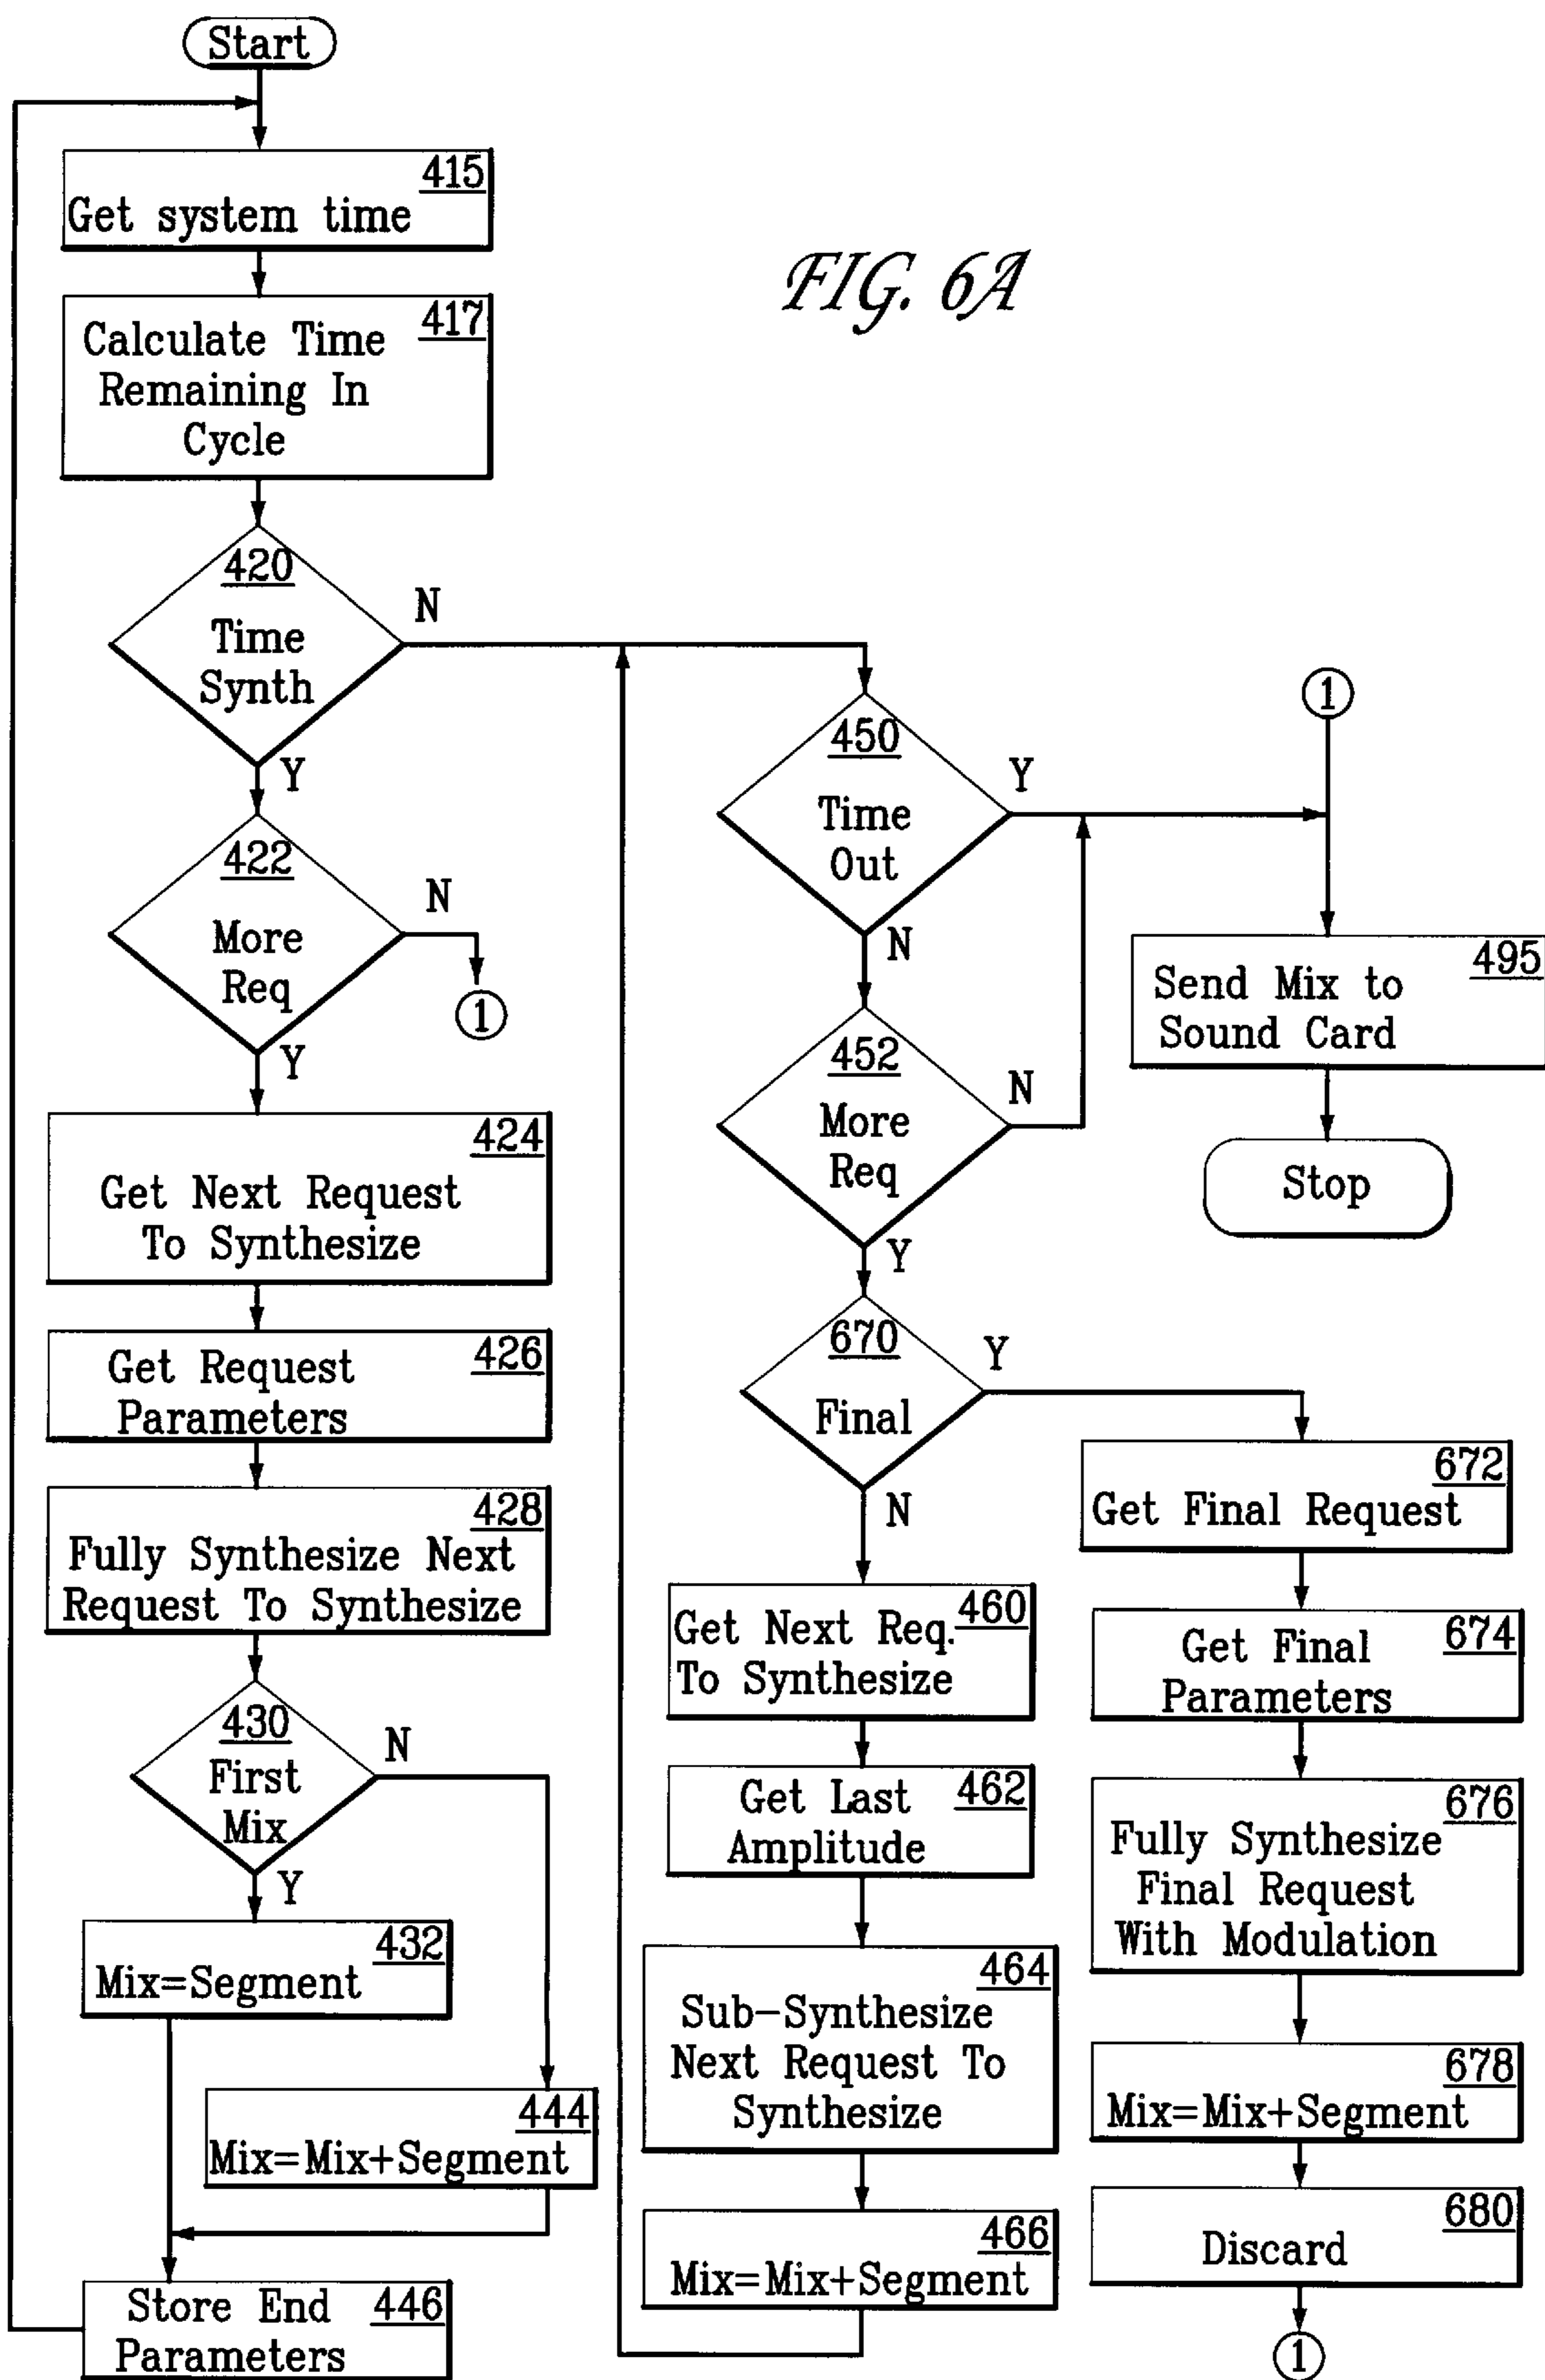 Start
415
Get system time
FIG. 6A
417
Calculate Time
Remaining In
Cycle
420
Time
Synth
N
Y
422
More
Req
N
1
Y
424
Get Next Request
To Synthesize
426
Get Request
Parameters
428
Fully Synthesize Next
Request To Synthesize
430
First
Mix
N
Y
432
Mix=Segment
444
Mix=Mix+Segment
446
Store End
Parameters
450
Time
Out
Y
N
452
More
Req
N
Y
670
Final
Y
N
460
Get Next Req.
To Synthesize
462
Get Last
Amplitude
464
Sub-Synthesize
Next Request To
Synthesize
466
Mix=Mix+Segment
1
495
Send Mix to
Sound Card
Stop
672
Get Final Request
674
Get Final
Parameters
676
Fully Synthesize
Final Request
With Modulation
678
Mix=Mix+Segment
680
Discard
1